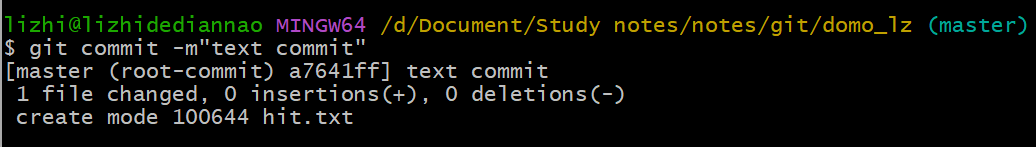 lizhi@lizhidediannao MINGW64 /d/Document/Study notes/notes/git/domo_lz (master)
$ git commit -m"text commit"
[master (root-commit) a7641ff] text commit
 1 file changed, 0 insertions(+), 0 deletions(-)
 create mode 100644 hit.txt